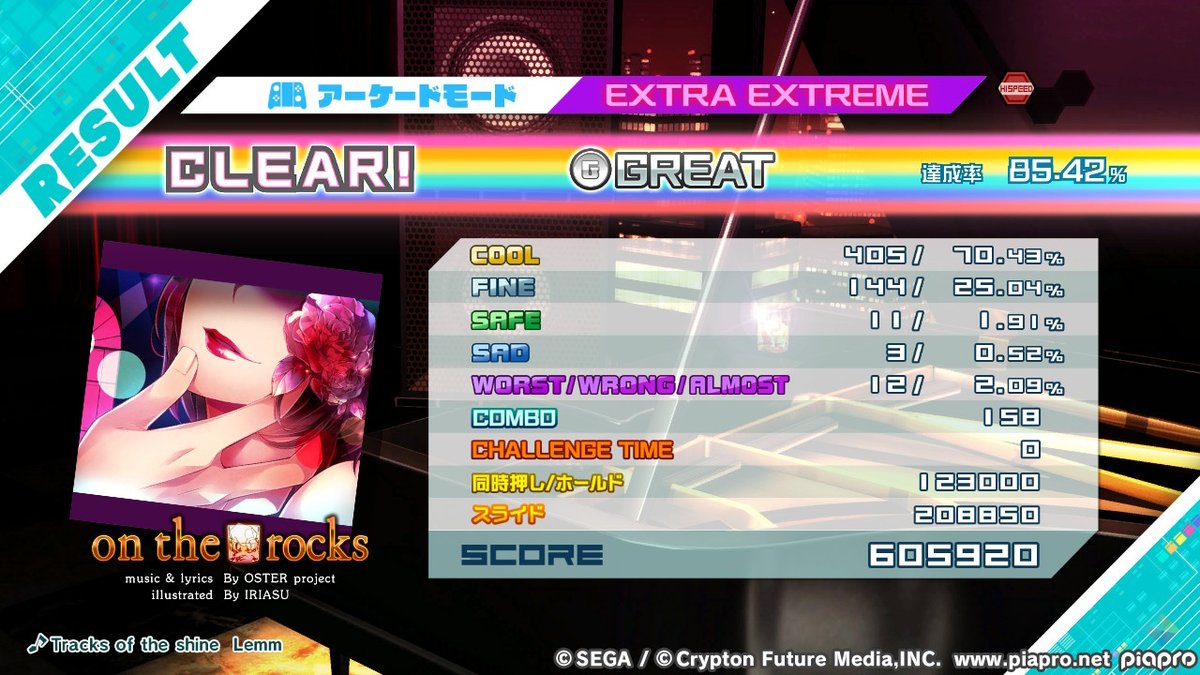 RESULT
アーケードモード EXTRA EXTREME HISPEED
CLEAR! G GREAT 達成率 85.42%
COOL 405/ 70.43%
FINE 144/ 25.04%
SAFE 11/ 1.91%
SAD 3/ 0.52%
WORST/WRONG/ALMOST 12/ 2.09%
COMBO 158
CHALLENGE TIME 0
同時押し/ホールド 123000
スライド 208850
SCORE 605920
on the rocks
music & lyrics By OSTER project
illustrated By IRIASU
♪Tracks of the shine Lemm
©SEGA / ©Crypton Future Media,INC. www.piapro.net piapro